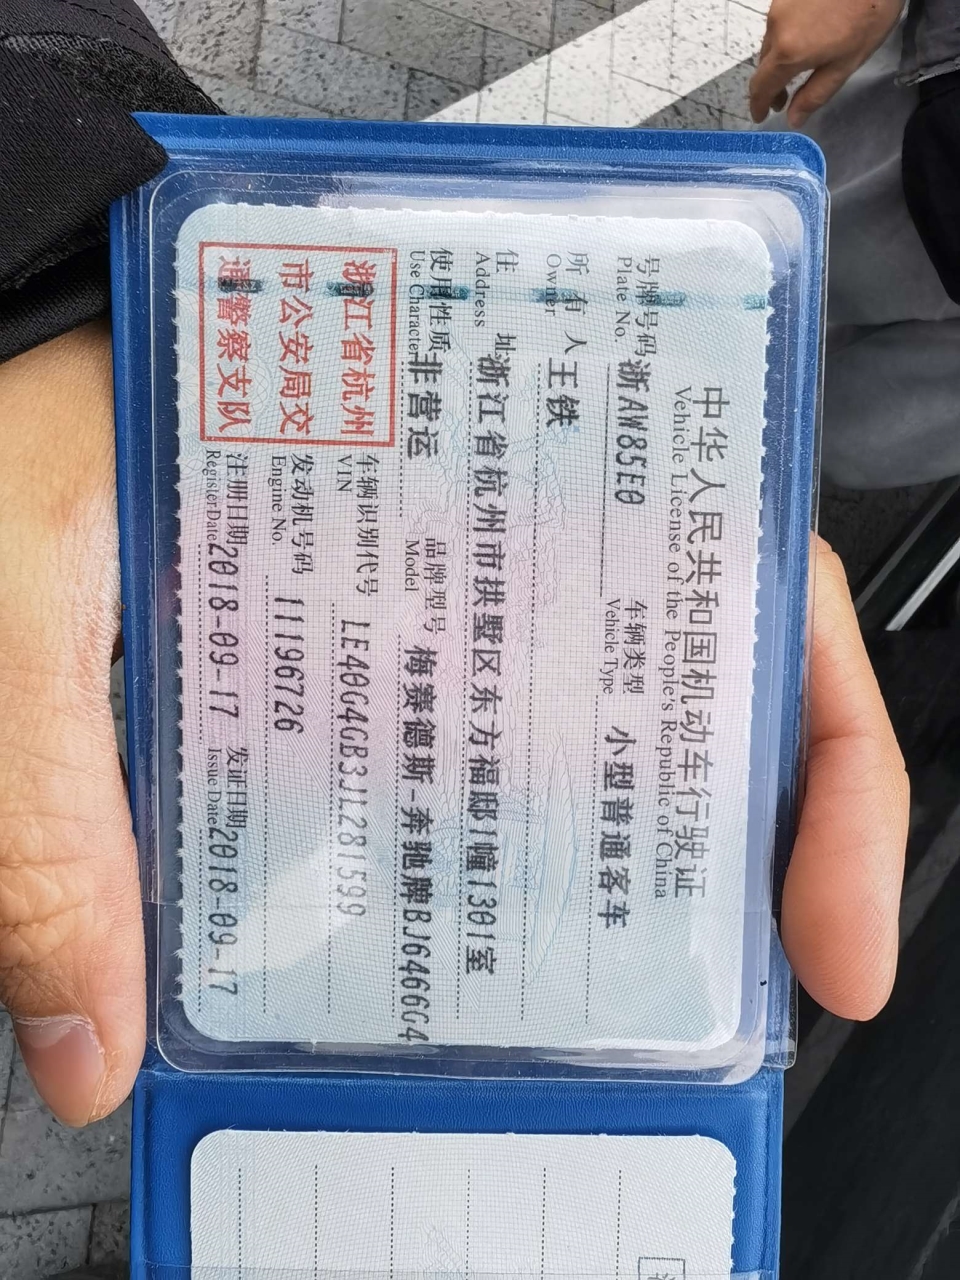 中华人民共和国机动车行驶证
Vehicle License of the People's Republic of China
号牌号码 浙AW85E0 车辆类型 小型普通客车
Plate No. Vehicle Type
所有人 王铁
Owner
住址 浙江省杭州市拱墅区东方福邸1幢1301室
Address
使用性质 非营运 品牌型号 梅赛德斯-奔驰牌BJ6466G4
Use Character Model
浙江省杭州
市公安局交
通警察支队
车辆识别代号 LE40G4GB3JL281599
VIN
发动机号码 11196726
Engine No.
注册日期 2018-09-17 发证日期 2018-09-17
Register Date Issue Date